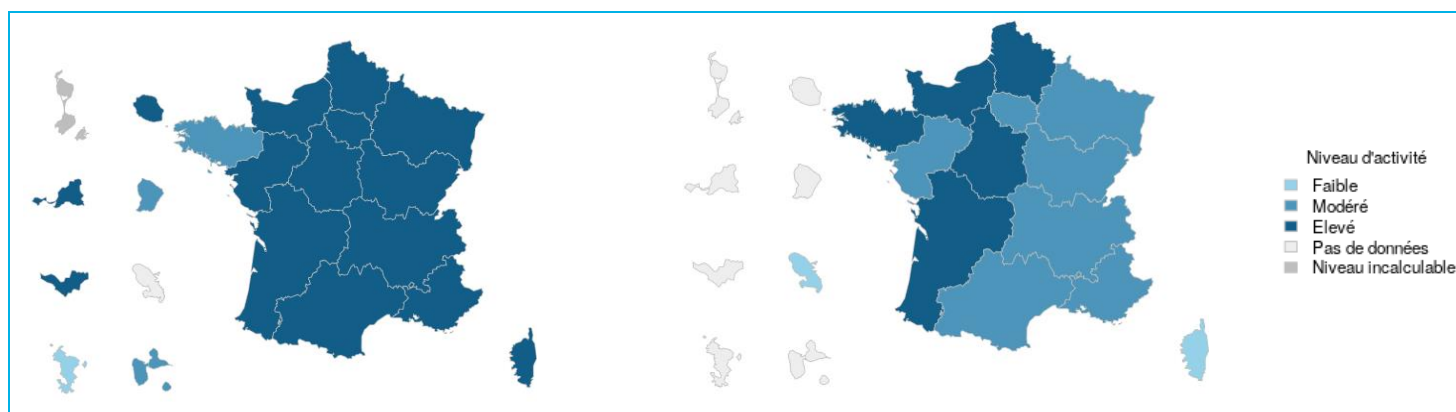 Niveau d'activité
Faible
Modéré
Elevé
Pas de données
Niveau incalculable